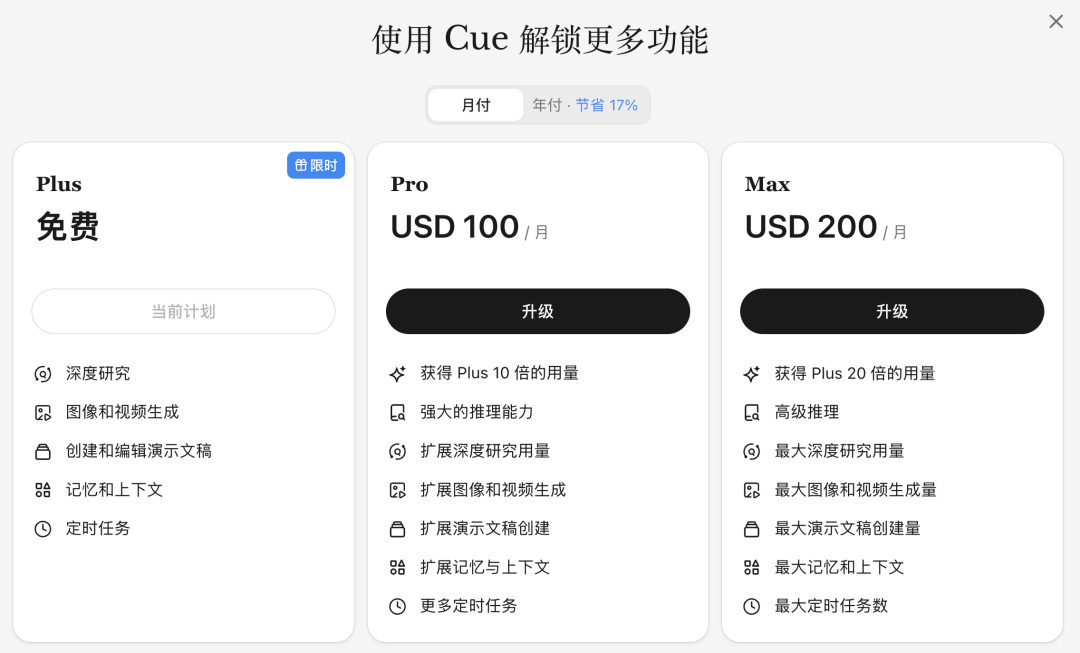 使用 Cue 解锁更多功能
月付
年付 · 节省 17%
限时
Plus
免费
当前计划
深度研究
图像和视频生成
创建和编辑演示文稿
记忆和上下文
定时任务
Pro
USD 100 / 月
升级
获得 Plus 10 倍的用量
强大的推理能力
扩展深度研究用量
扩展图像和视频生成
扩展演示文稿创建
扩展记忆与上下文
更多定时任务
Max
USD 200 / 月
升级
获得 Plus 20 倍的用量
高级推理
最大深度研究用量
最大图像和视频生成量
最大演示文稿创建量
最大记忆和上下文
最大定时任务数